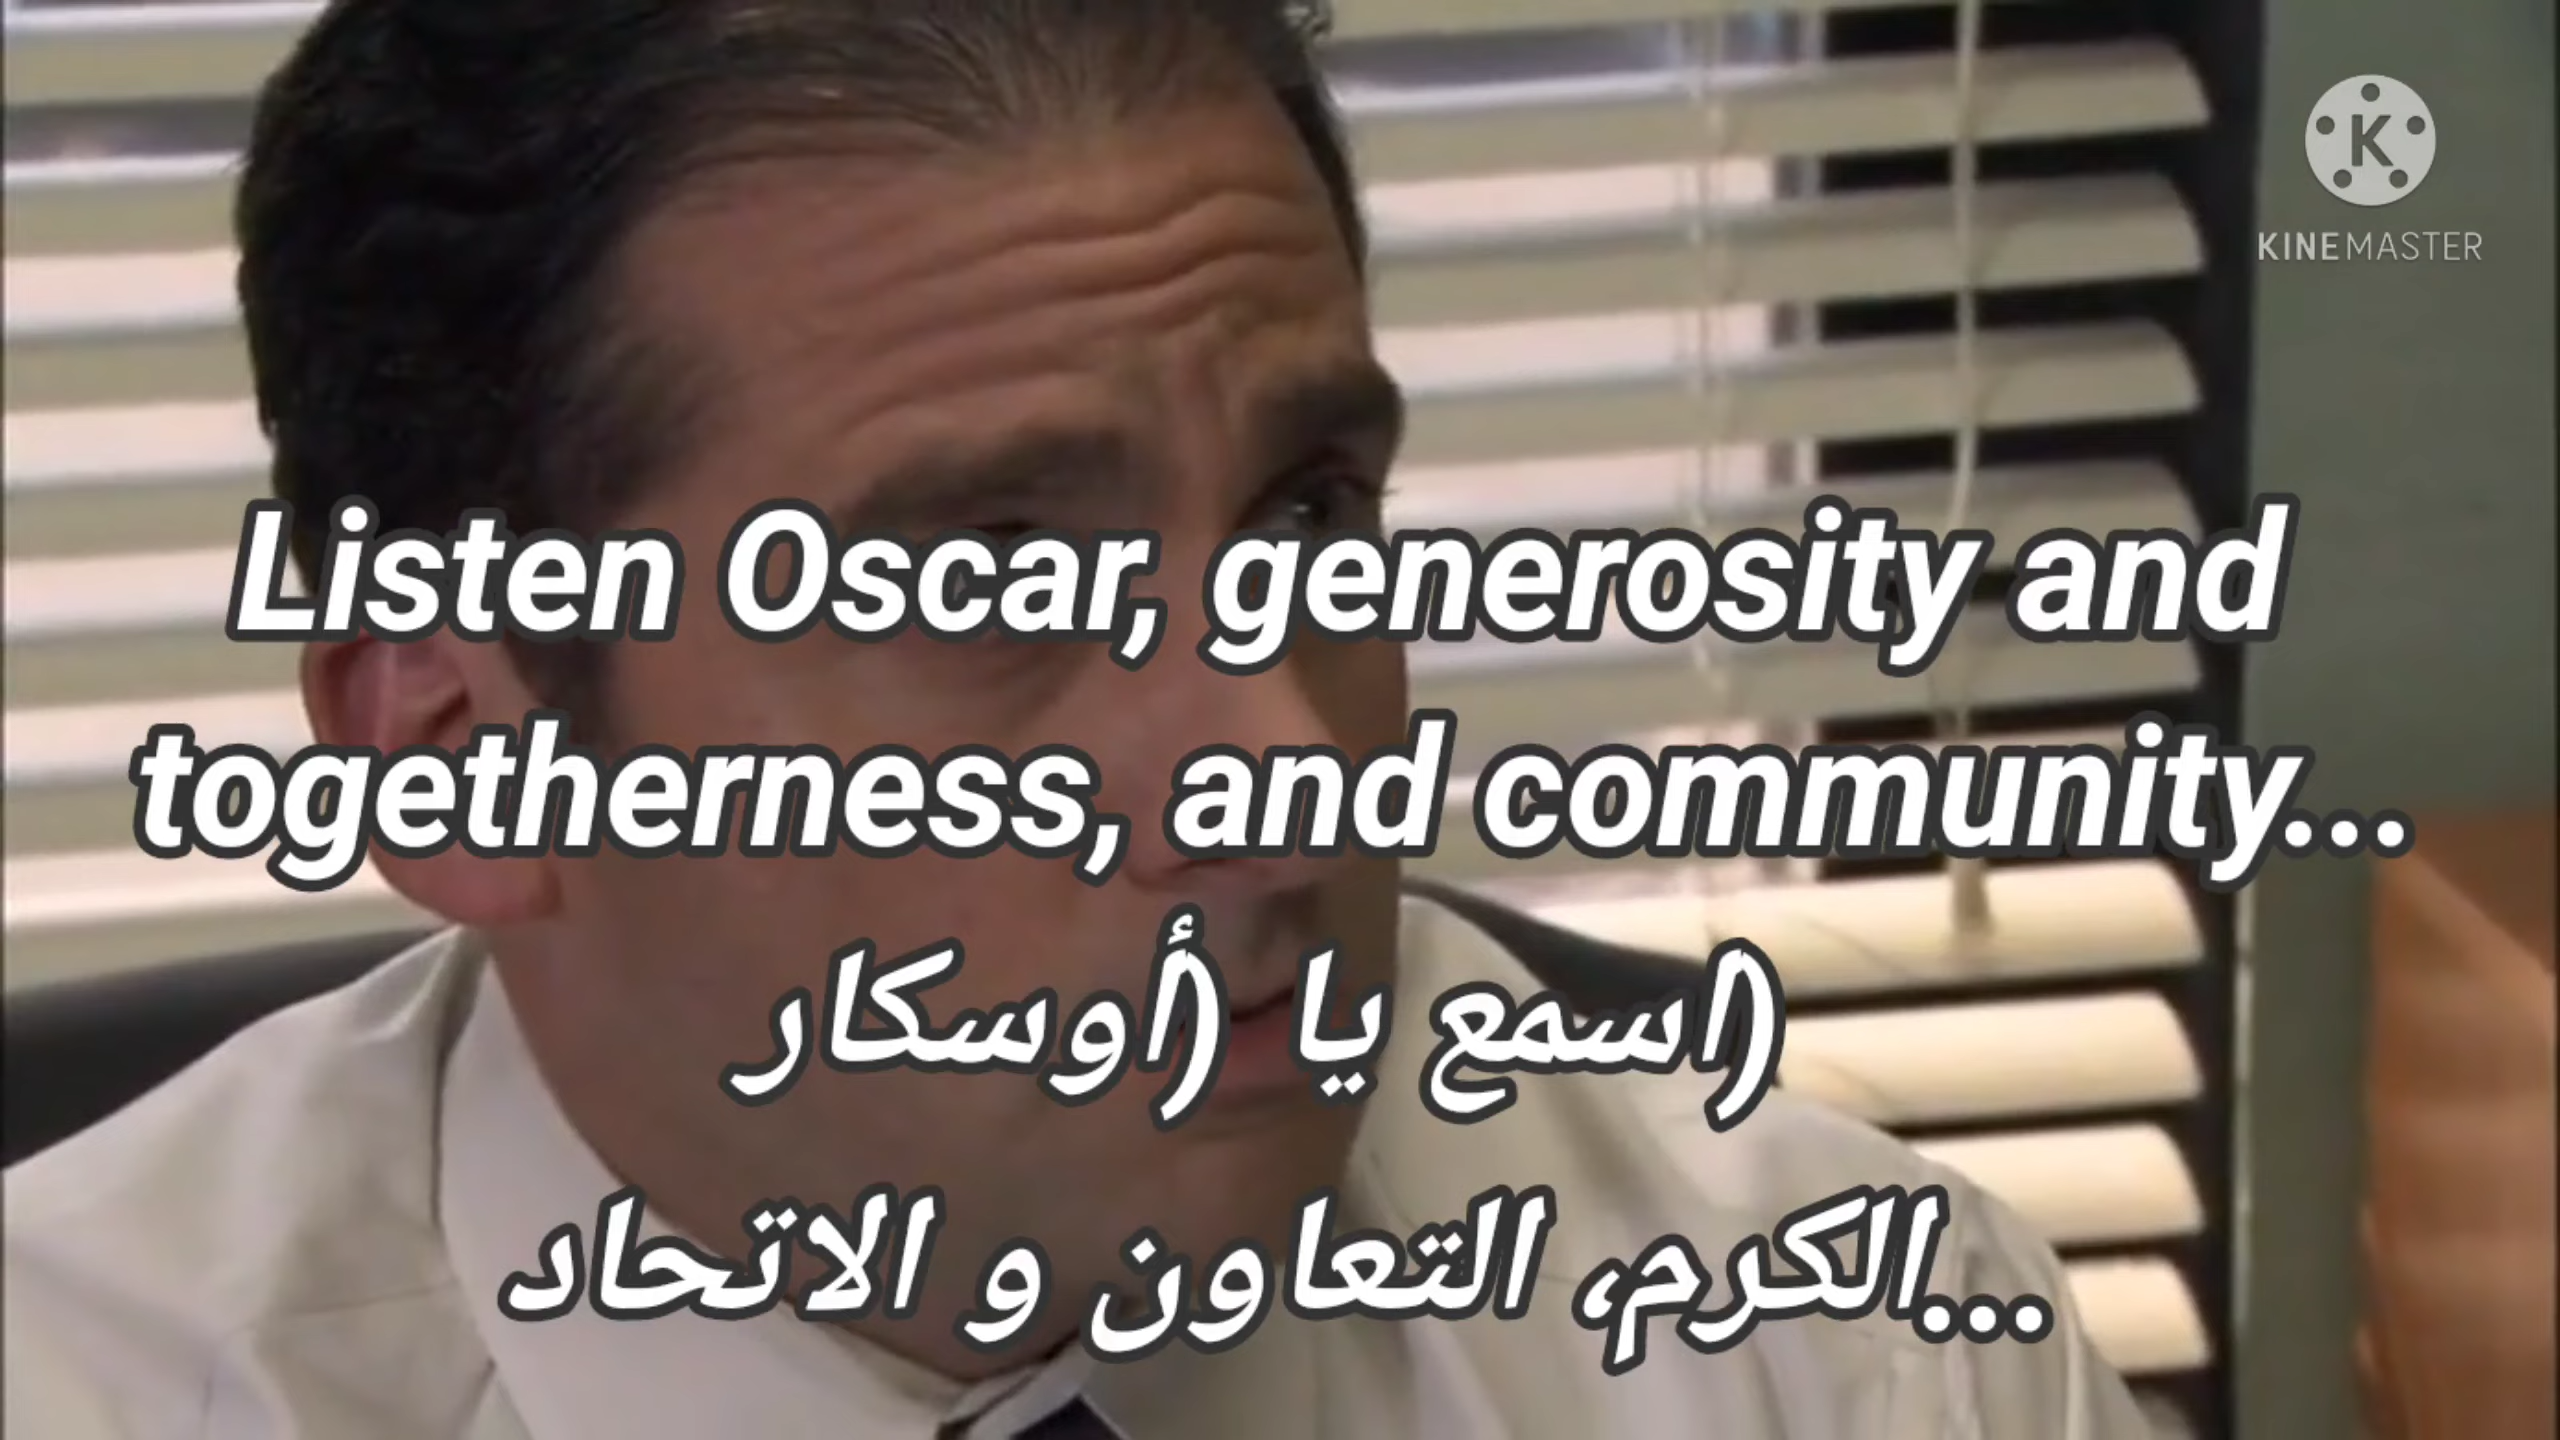 K
KINEMASTER
Listen Oscar, generosity and
togetherness, and community...
(اسمع يا (أوسكار
...الكرم، التعاون و الاتحاد